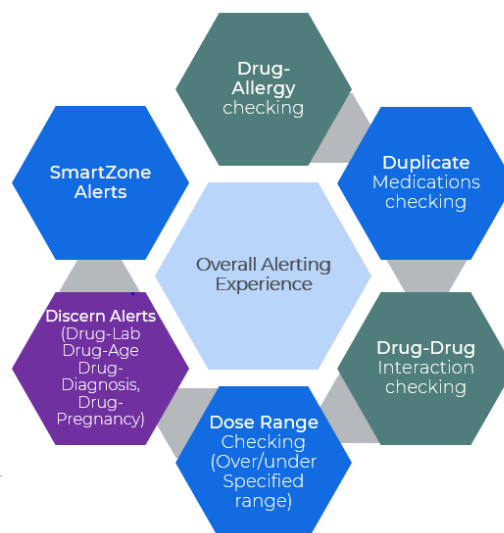 Drug-
Allergy
checking
SmartZone
Alerts
Duplicate
Medications
checking
Overall Alerting
Experience
Discern Alerts
(Drug-Lab
Drug-Age
Drug-
Diagnosis,
Drug-
Pregnancy)
Drug-Drug
Interaction
checking
Dose Range
Checking
(Over/under
Specified
range)